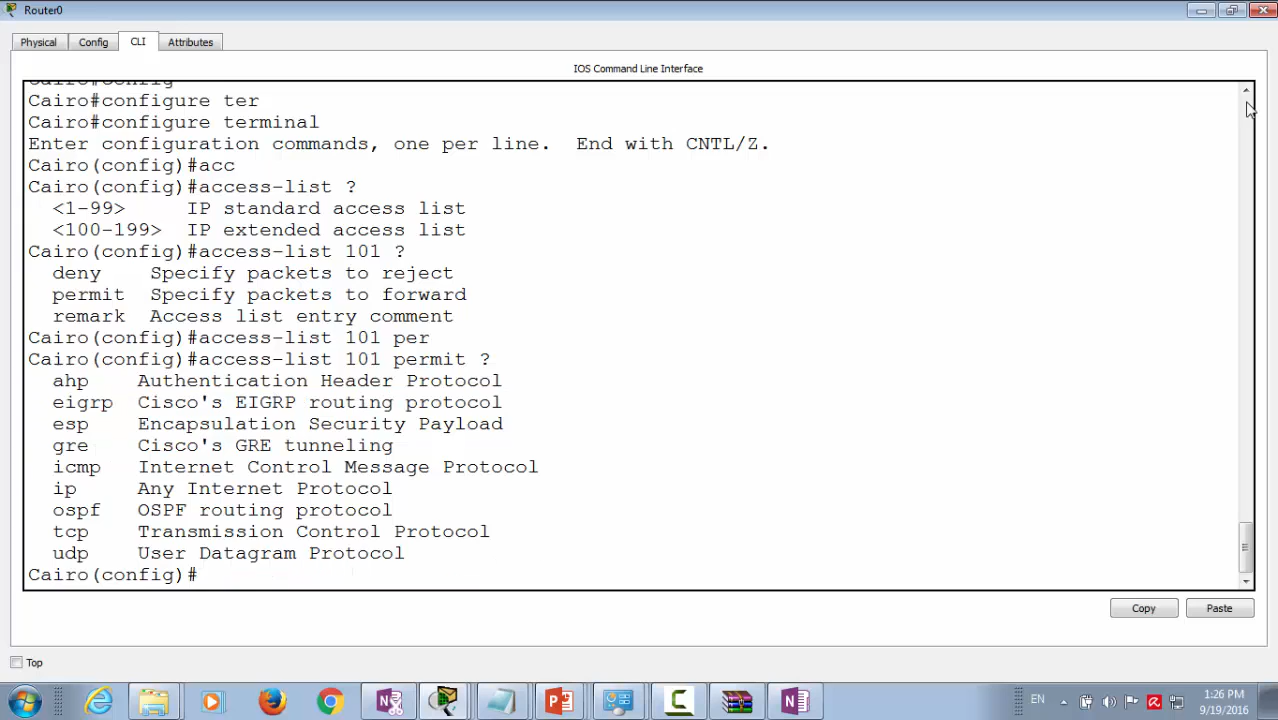 Router0
Physical Config CLI Attributes
IOS Command Line Interface
Cairo#config
Cairo#configure ter
Cairo#configure terminal
Enter configuration commands, one per line.  End with CNTL/Z.
Cairo(config)#acc
Cairo(config)#access-list ?
  <1-99>     IP standard access list
  <100-199>  IP extended access list
Cairo(config)#access-list 101 ?
  deny    Specify packets to reject
  permit  Specify packets to forward
  remark  Access list entry comment
Cairo(config)#access-list 101 per
Cairo(config)#access-list 101 permit ?
  ahp    Authentication Header Protocol
  eigrp  Cisco's EIGRP routing protocol
  esp    Encapsulation Security Payload
  gre    Cisco's GRE tunneling
  icmp   Internet Control Message Protocol
  ip     Any Internet Protocol
  ospf   OSPF routing protocol
  tcp    Transmission Control Protocol
  udp    User Datagram Protocol
Cairo(config)#
Copy Paste
Top
EN
1:26 PM
9/19/2016